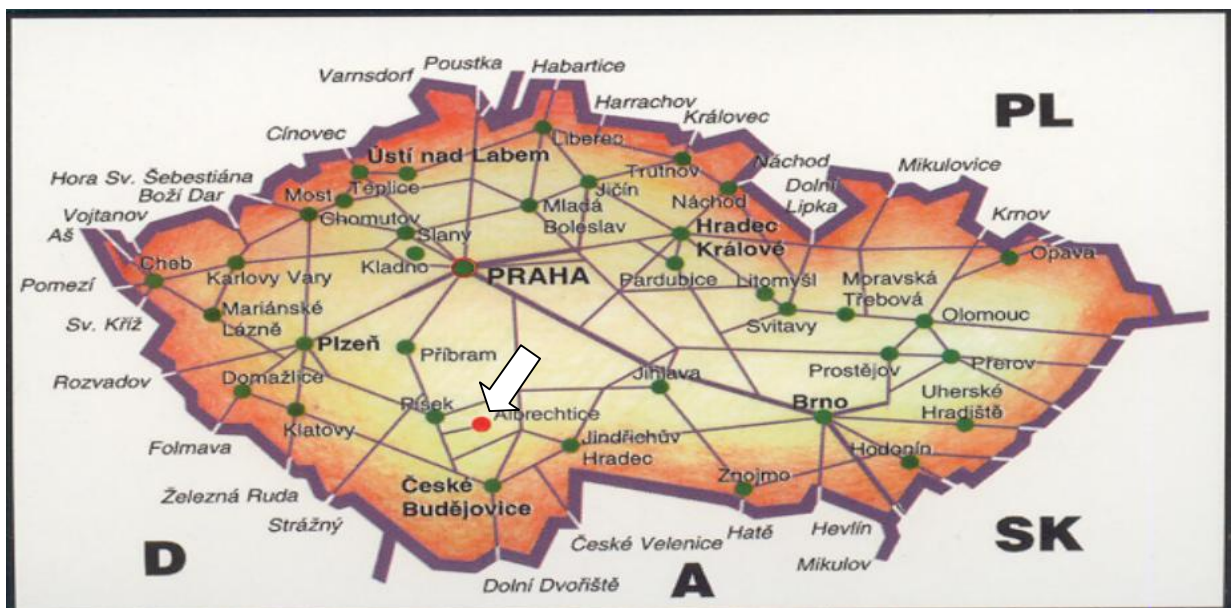 Poustka
Habartice
Varnsdorf
Harrachov
Královec
PL
Cínovec
Liberec
Ústí nad Labem
Trutnov
Náchod
Mikulovice
Hora Sv. Šebestiána
Teplice
Jičín
Dolní
Lipka
Boží Dar
Most
Náchod
Mladá
Boleslav
Krnov
Vojtanov
Chomutov
Hradec
Králové
Aš
Slany
Opava
Cheb
Karlovy Vary
Kladno
PRAHA
Pardubice
Litomyšl
Moravská
Třebová
Pomezí
Mariánské
Lázně
Svitavy
Olomouc
Sv. Kříž
Plzeň
Příbram
Přerov
Rozvadov
Domažlice
Jihlava
Prostějov
Uherské
Hradiště
Písek
Albrechtice
Brno
Klatovy
Jindřichův
Hradec
Hodonín
Folmava
Znojmo
České
Budějovice
Železná Ruda
Strážný
Hatě
Hevlín
SK
D
České Velenice
A
Mikulov
Dolní Dvořiště